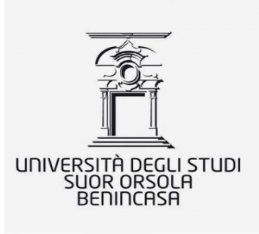 UNIVERSITÀ DEGLI STUDI
SUOR ORSOLA
BENINCASA